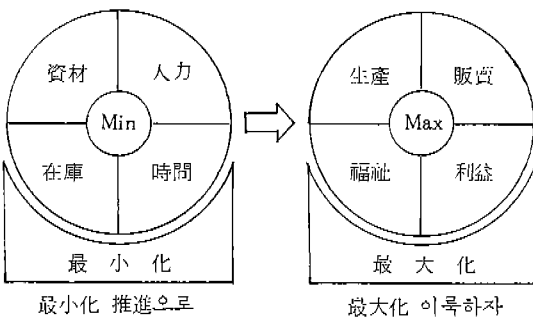 資材 人力
Min
在庫 時間
最小化
最小化 推進으로
生產 販賣
Max
福祉 利益
最大化
最大化 이룩하자